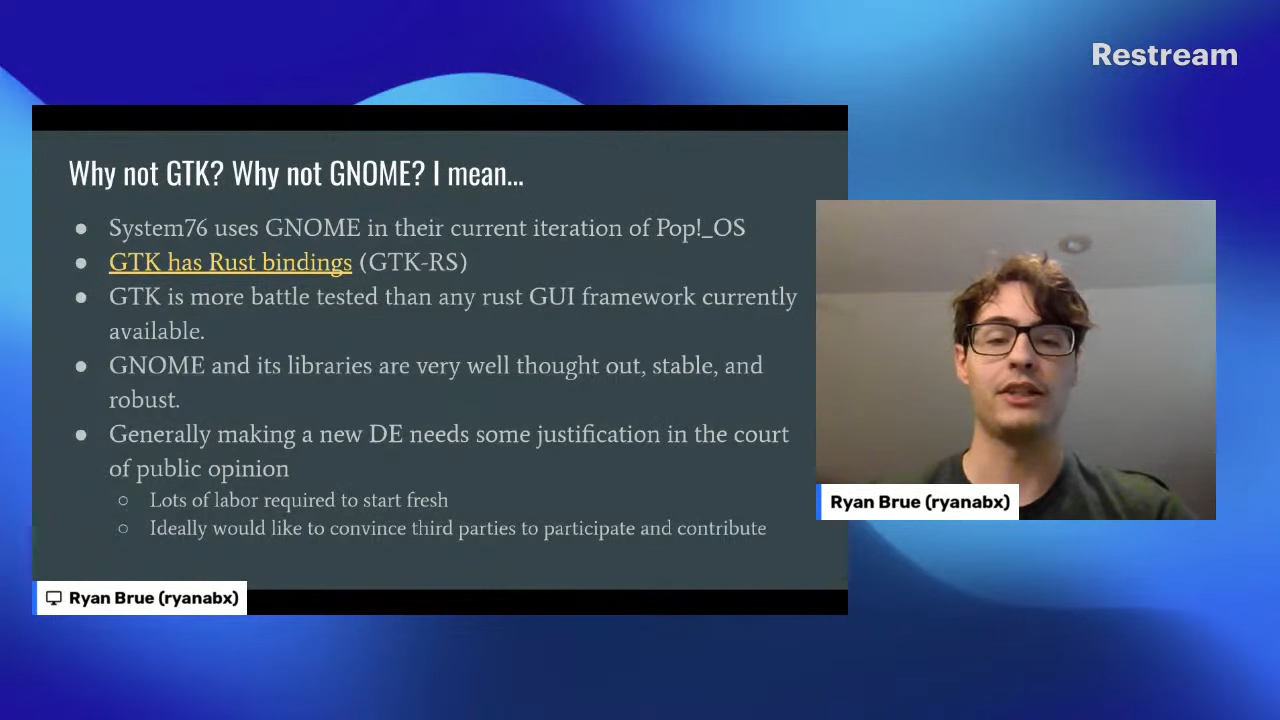 Restream
Why not GTK? Why not GNOME? I mean...
● System76 uses GNOME in their current iteration of Pop!_OS
● GTK has Rust bindings (GTK-RS)
● GTK is more battle tested than any rust GUI framework currently
available.
● GNOME and its libraries are very well thought out, stable, and
robust.
● Generally making a new DE needs some justification in the court
of public opinion
○ Lots of labor required to start fresh
○ Ideally would like to convince third parties to participate and contribute
Ryan Brue (ryanabx)
Ryan Brue (ryanabx)